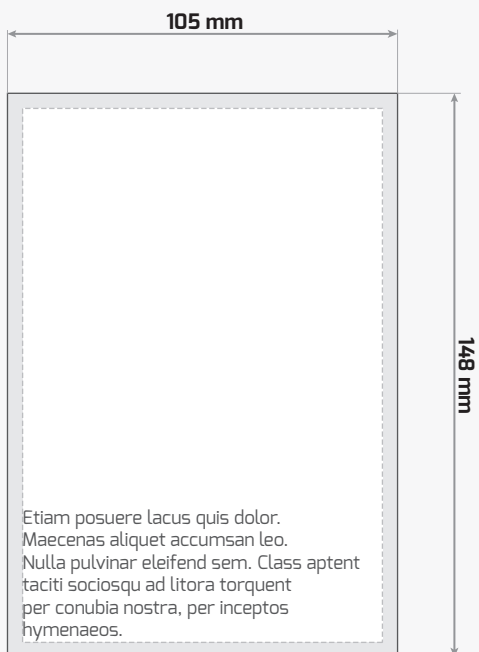 105 mm
148 mm
Etiam posuere lacus quis dolor.
Maecenas aliquet accumsan leo.
Nulla pulvinar eleifend sem. Class aptent
taciti sociosqu ad litora torquent
per conubia nostra, per inceptos
hymenaeos.